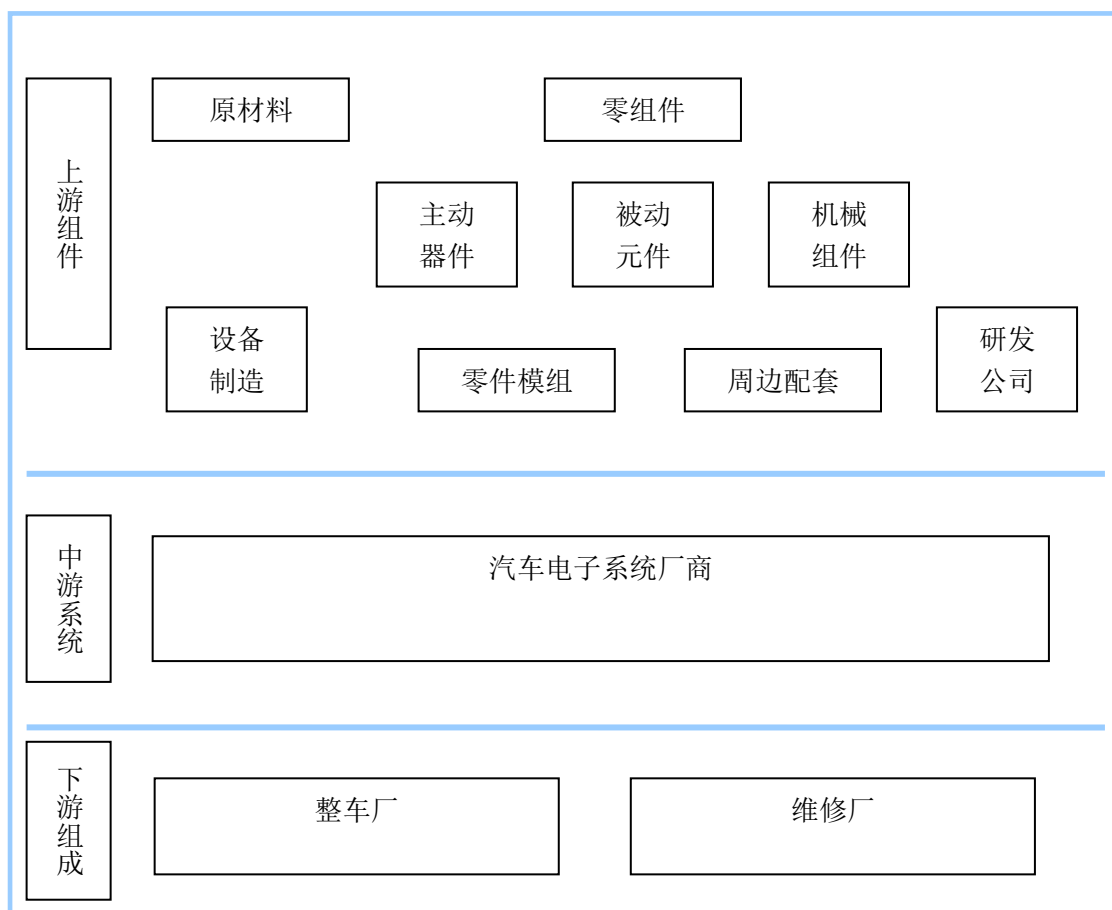 上游组件
原材料
零组件
主动
器件
被动
元件
机械
组件
设备
制造
零件模组
周边配套
研发
公司
中游系统
汽车电子系统厂商
下游组成
整车厂
维修厂